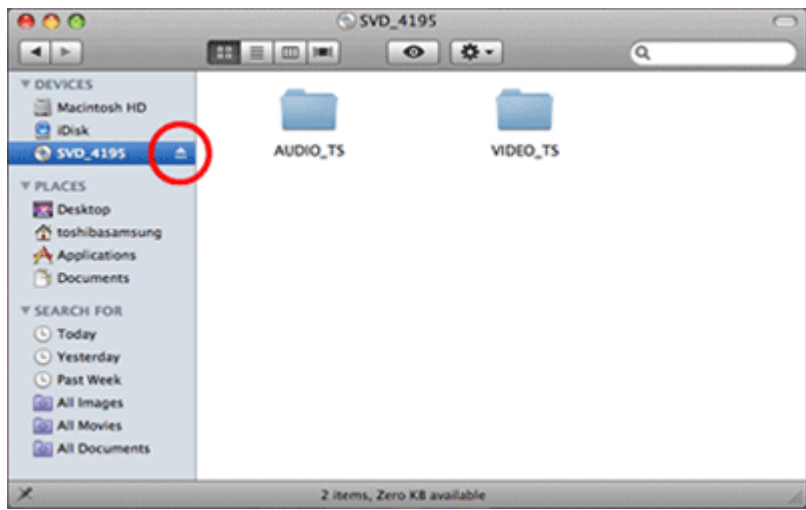 SVD_4195
DEVICES
Macintosh HD
iDisk
SVD_4195
PLACES
Desktop
toshibasamsung
Applications
Documents
SEARCH FOR
Today
Yesterday
Past Week
All Images
All Movies
All Documents
AUDIO_TS
VIDEO_TS
2 items, Zero KB available